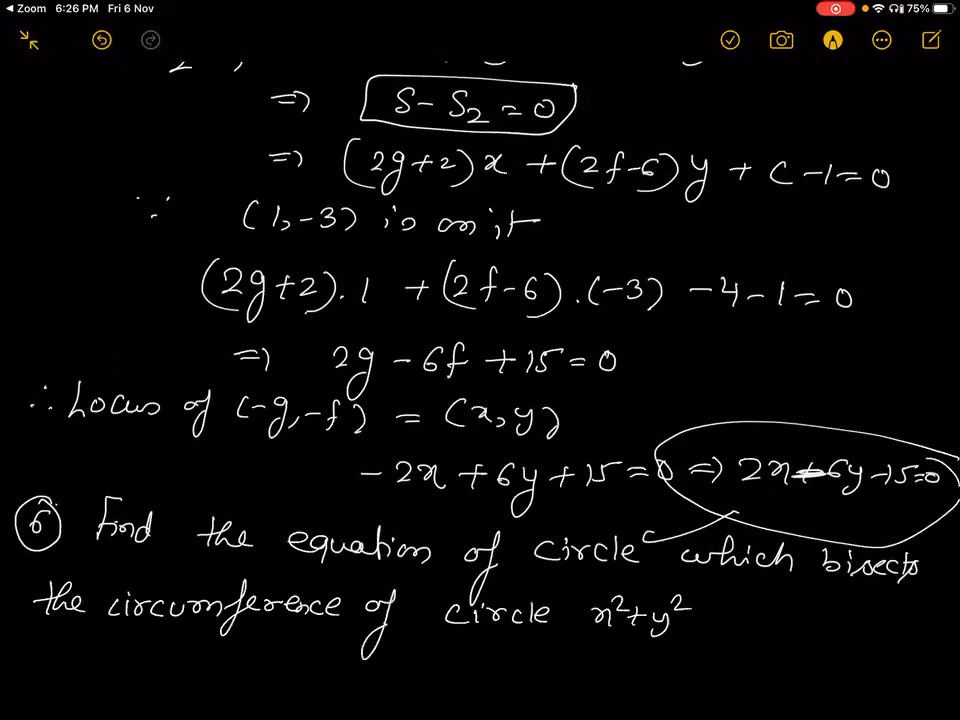 Zoom 6:26 PM Fri 6 Nov 75%
=> S - S2 = 0
=> (2g+2)x + (2f-6)y + c - 1 = 0
∵ (1, -3) is on it
(2g+2).1 + (2f-6).(-3) - 4 - 1 = 0
=> 2g - 6f + 15 = 0
∴ Locus of (-g, -f) = (x, y)
-2x + 6y + 15 = 0 => 2x - 6y - 15 = 0
6 Find the equation of circle which bisects
the circumference of circle x² + y²